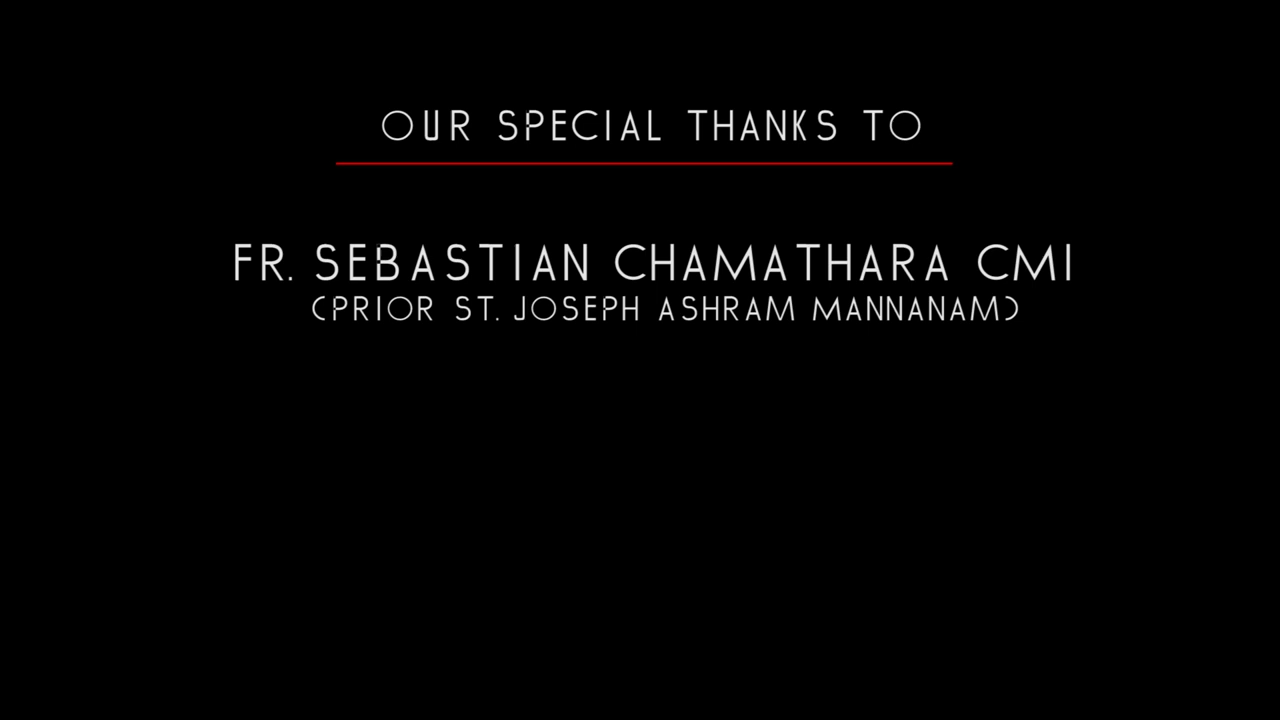 OUR SPECIAL THANKS TO
FR. SEBASTIAN CHAMATHARA CMI
(PRIOR ST. JOSEPH ASHRAM MANNANAM)